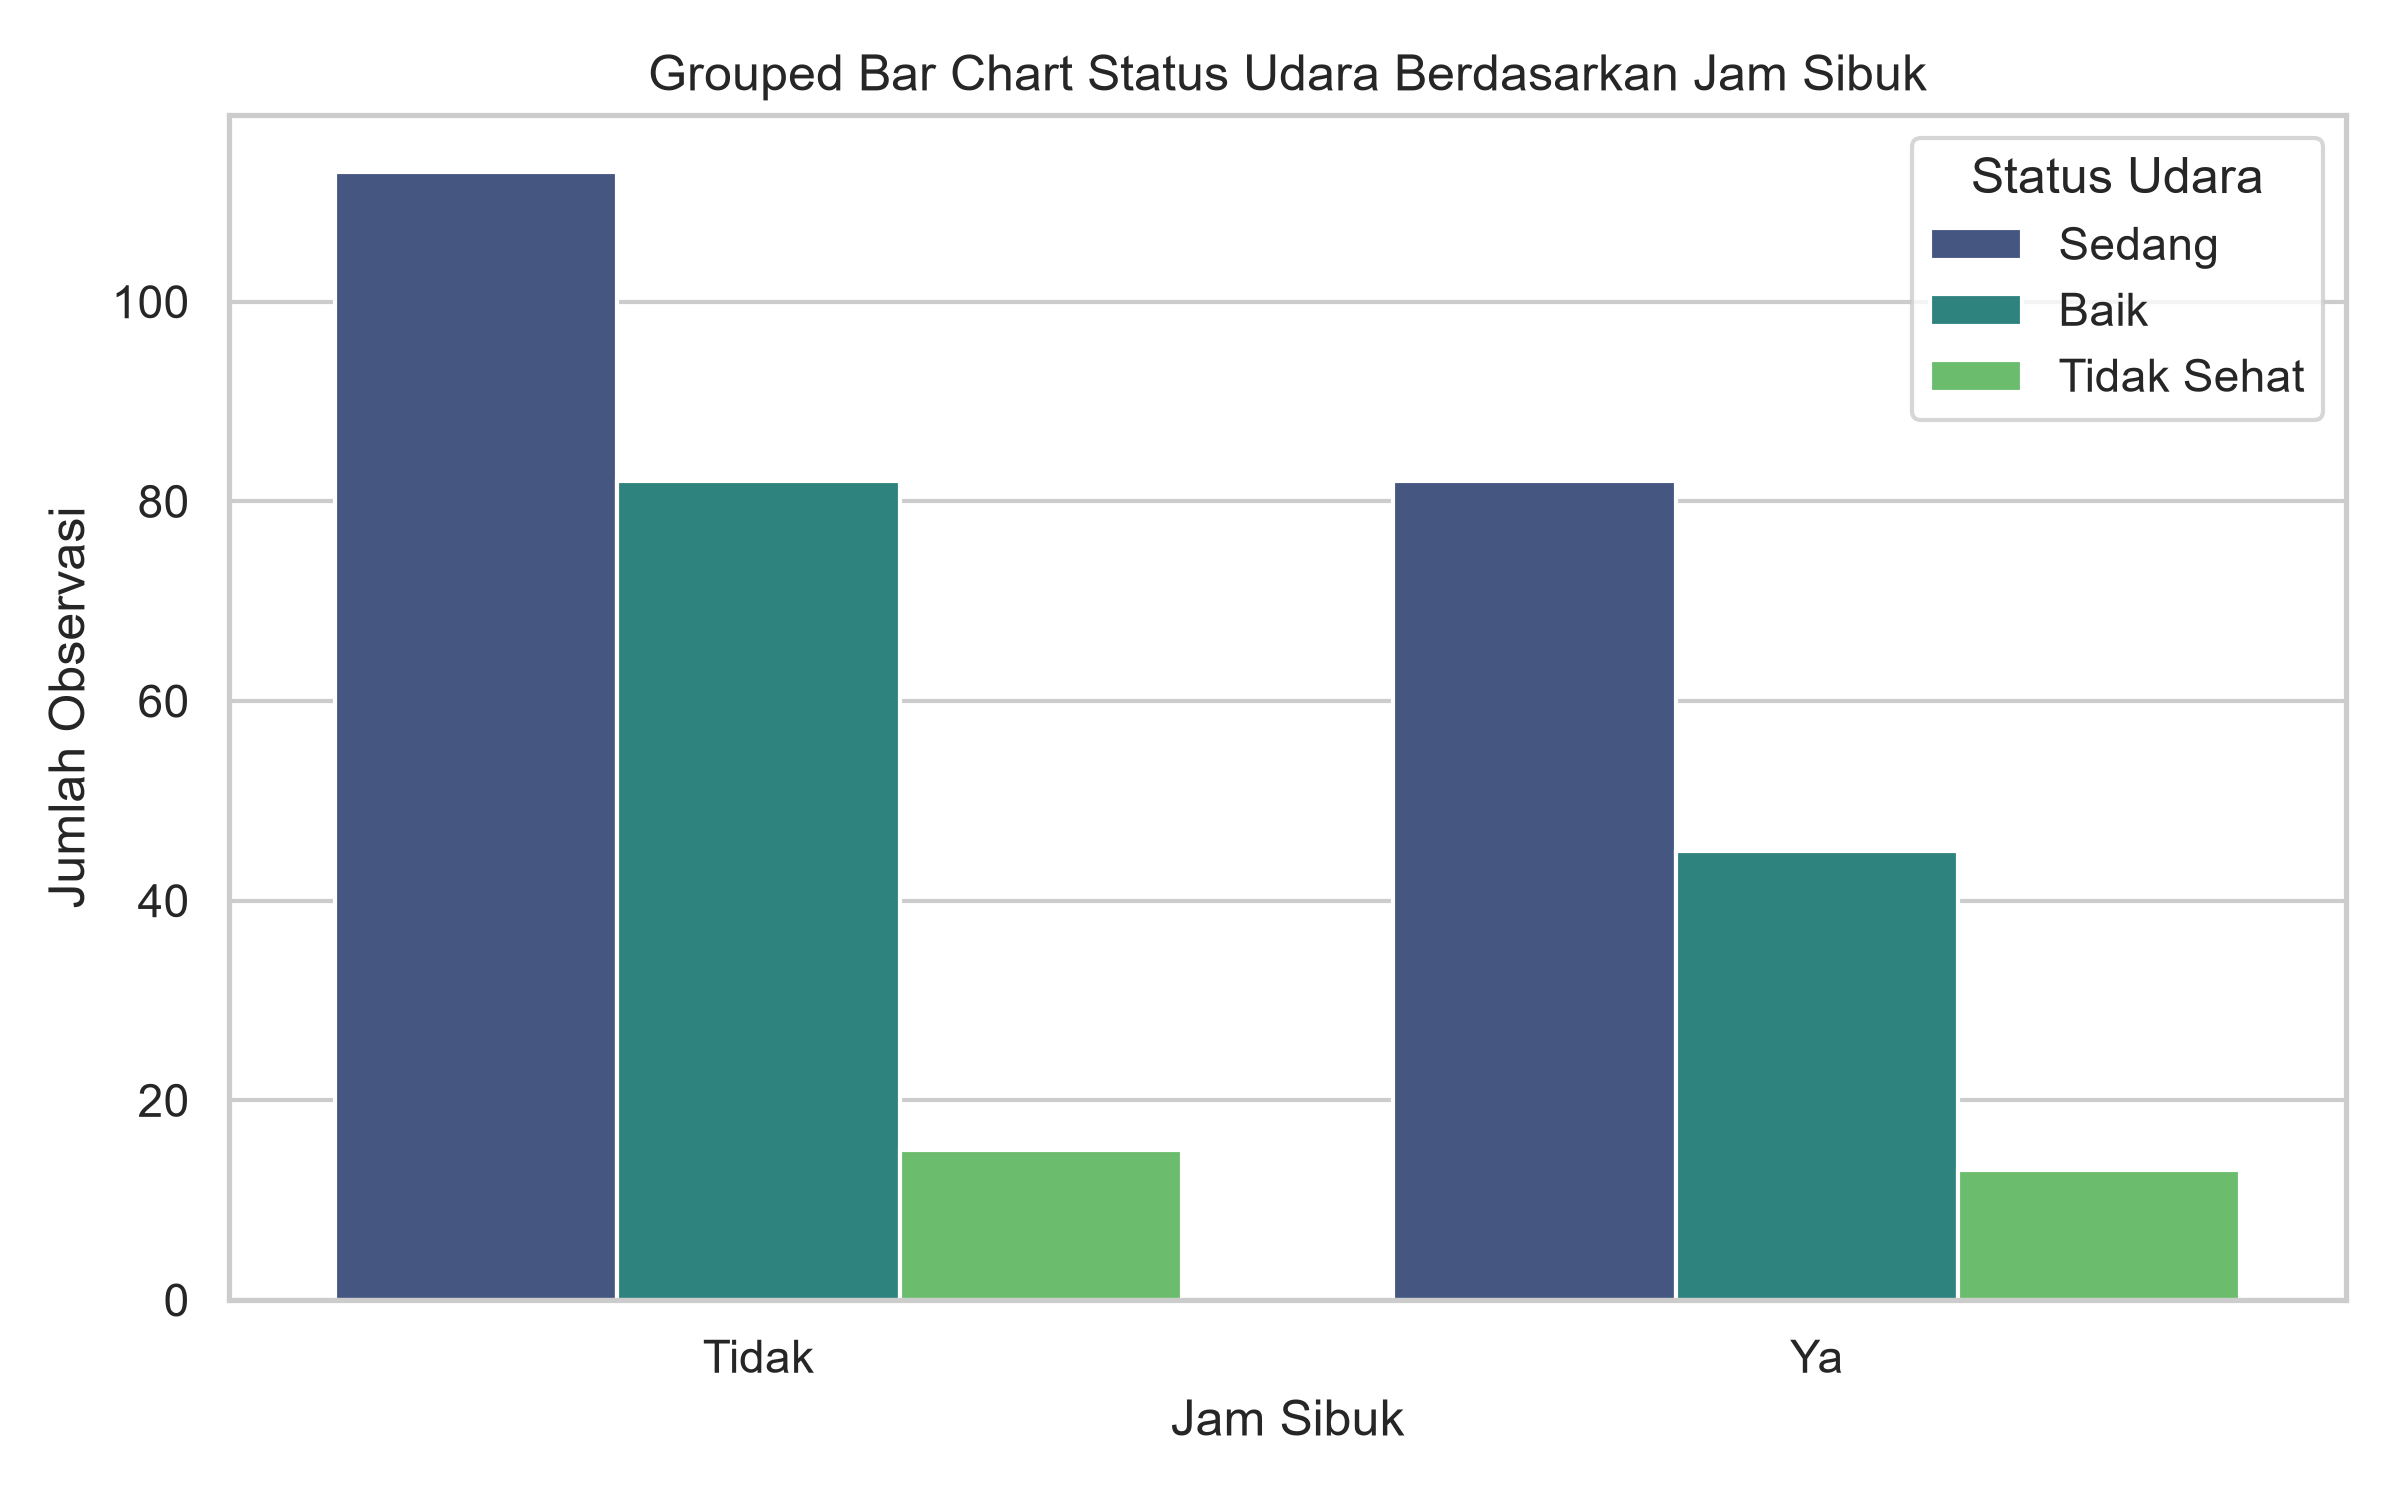 Grouped Bar Chart Status Udara Berdasarkan Jam Sibuk
Status Udara
Sedang
Baik
Tidak Sehat
Jumlah Observasi
100
80
60
40
20
0
Tidak
Ya
Jam Sibuk